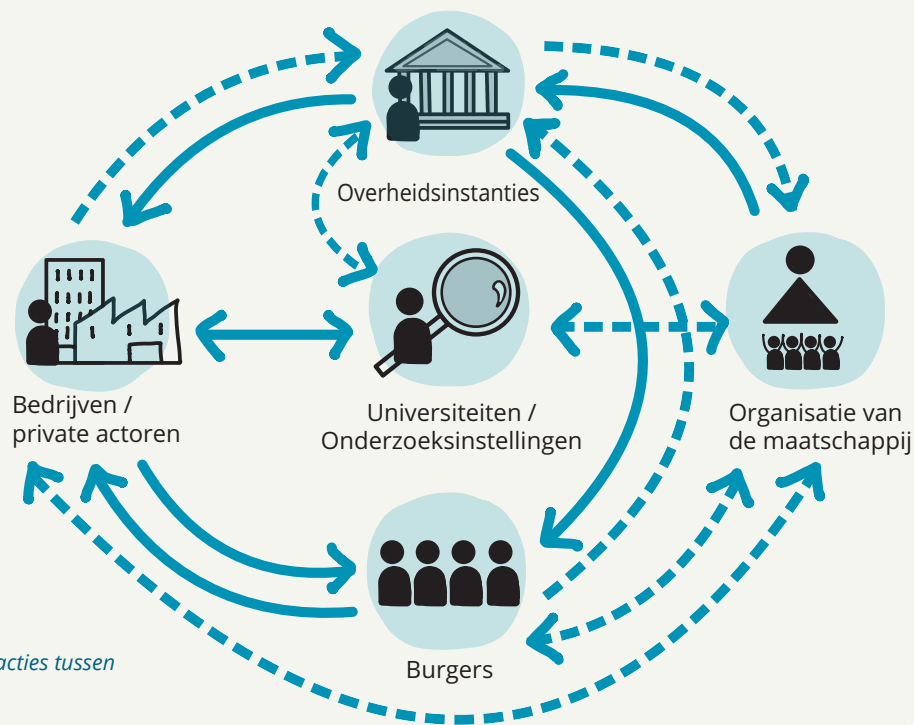 Overheidsinstanties
Bedrijven /
private actoren
Universiteiten /
Onderzoeksinstellingen
Organisatie van
de maatschappij
Burgers
acties tussen